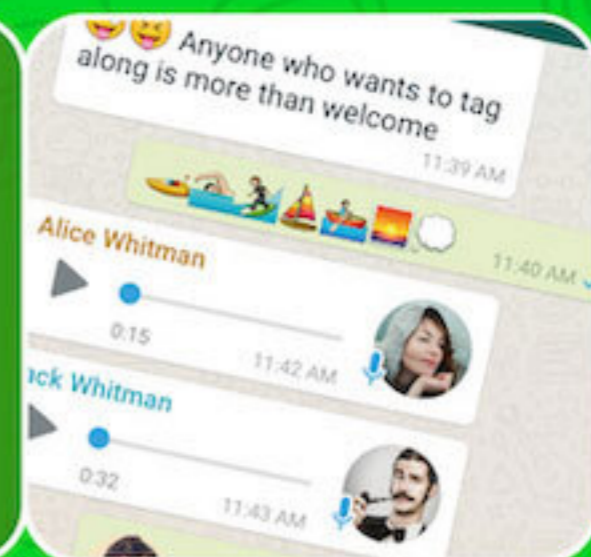 Anyone who wants to tag
along is more than welcome
11:39 AM
11:40 AM
Alice Whitman
0:15
11:42 AM
ack Whitman
0:32
11:43 AM